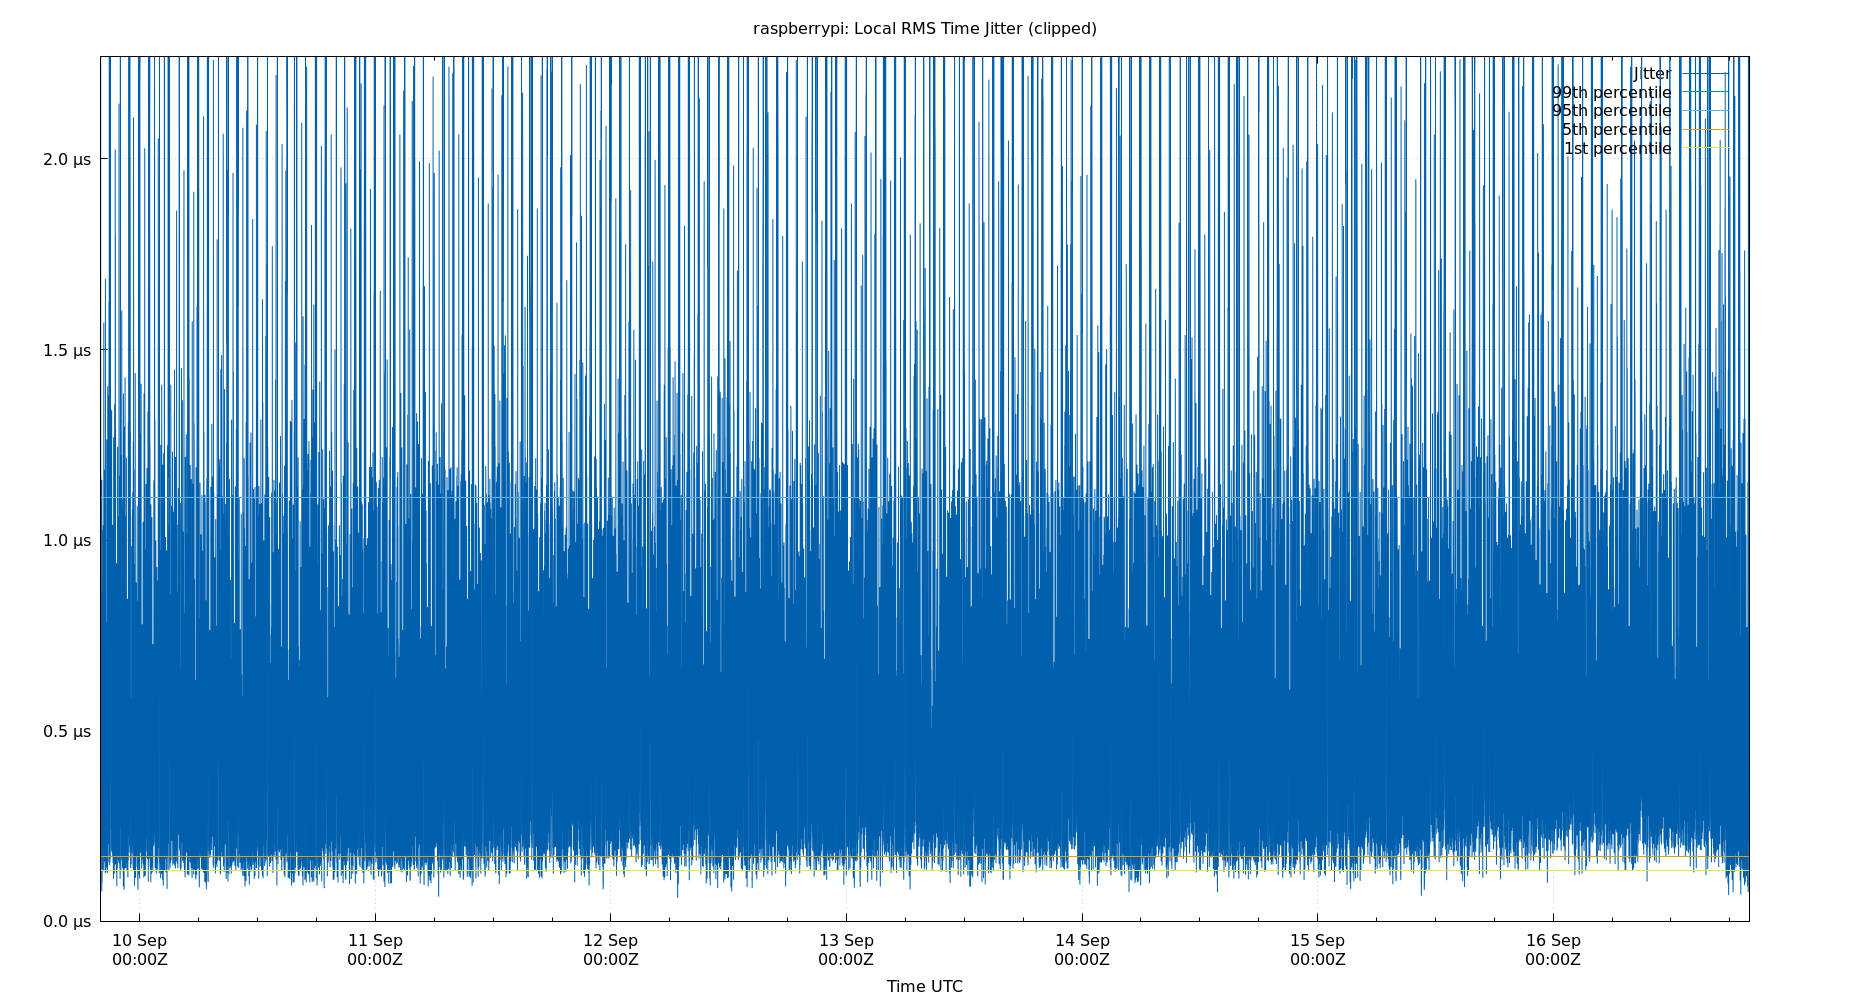 raspberrypi: Local RMS Time Jitter (clipped)
Jitter
99th percentile
95th percentile
5th percentile
1st percentile
2.0 μs
1.5 μs
1.0 μs
0.5 μs
0.0 μs
10 Sep 11 Sep 12 Sep 13 Sep 14 Sep 15 Sep 16 Sep
00:00Z 00:00Z 00:00Z 00:00Z 00:00Z 00:00Z 00:00Z
Time UTC